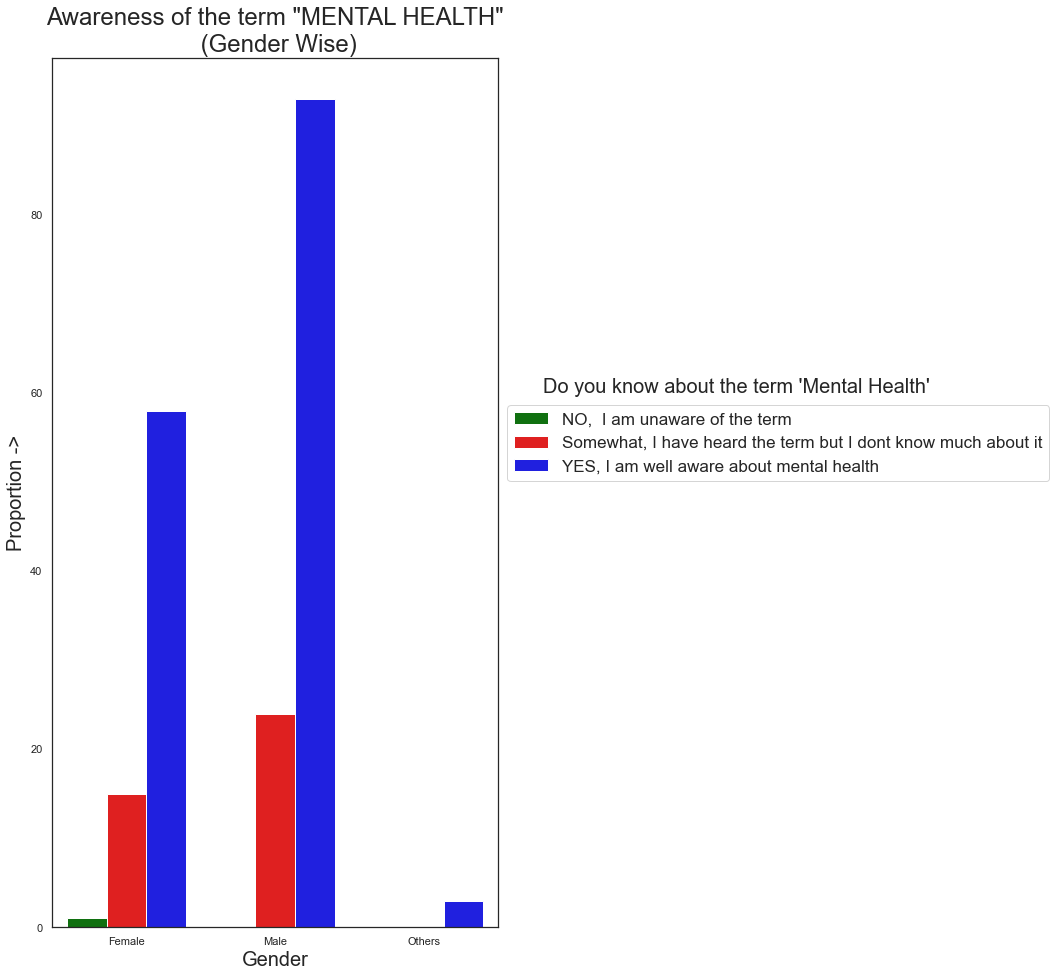 Awareness of the term "MENTAL HEALTH"
(Gender Wise)
80
60
40
20
0
Proportion ->
Female
Male
Others
Gender
Do you know about the term 'Mental Health'
NO,  I am unaware of the term
Somewhat, I have heard the term but I dont know much about it
YES, I am well aware about mental health